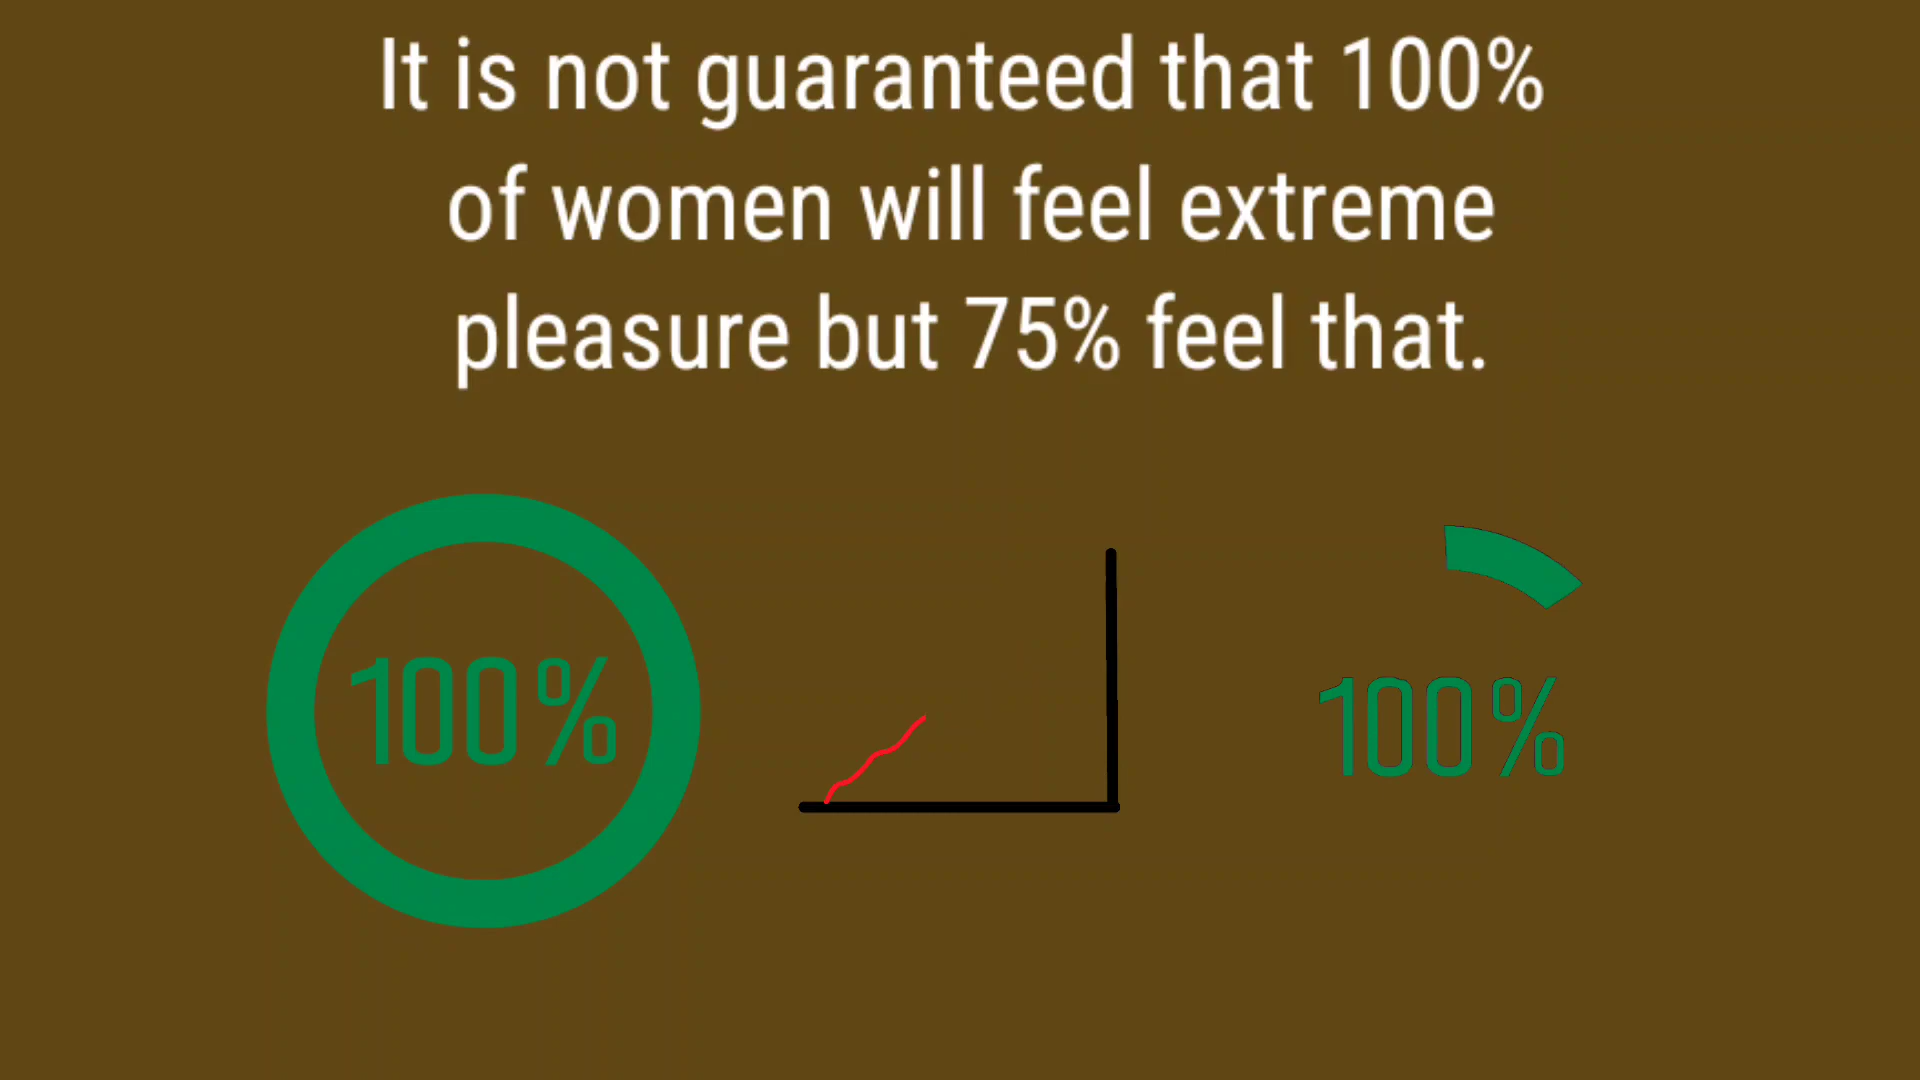 It is not guaranteed that 100%
of women will feel extreme
pleasure but 75% feel that.
100%
100%